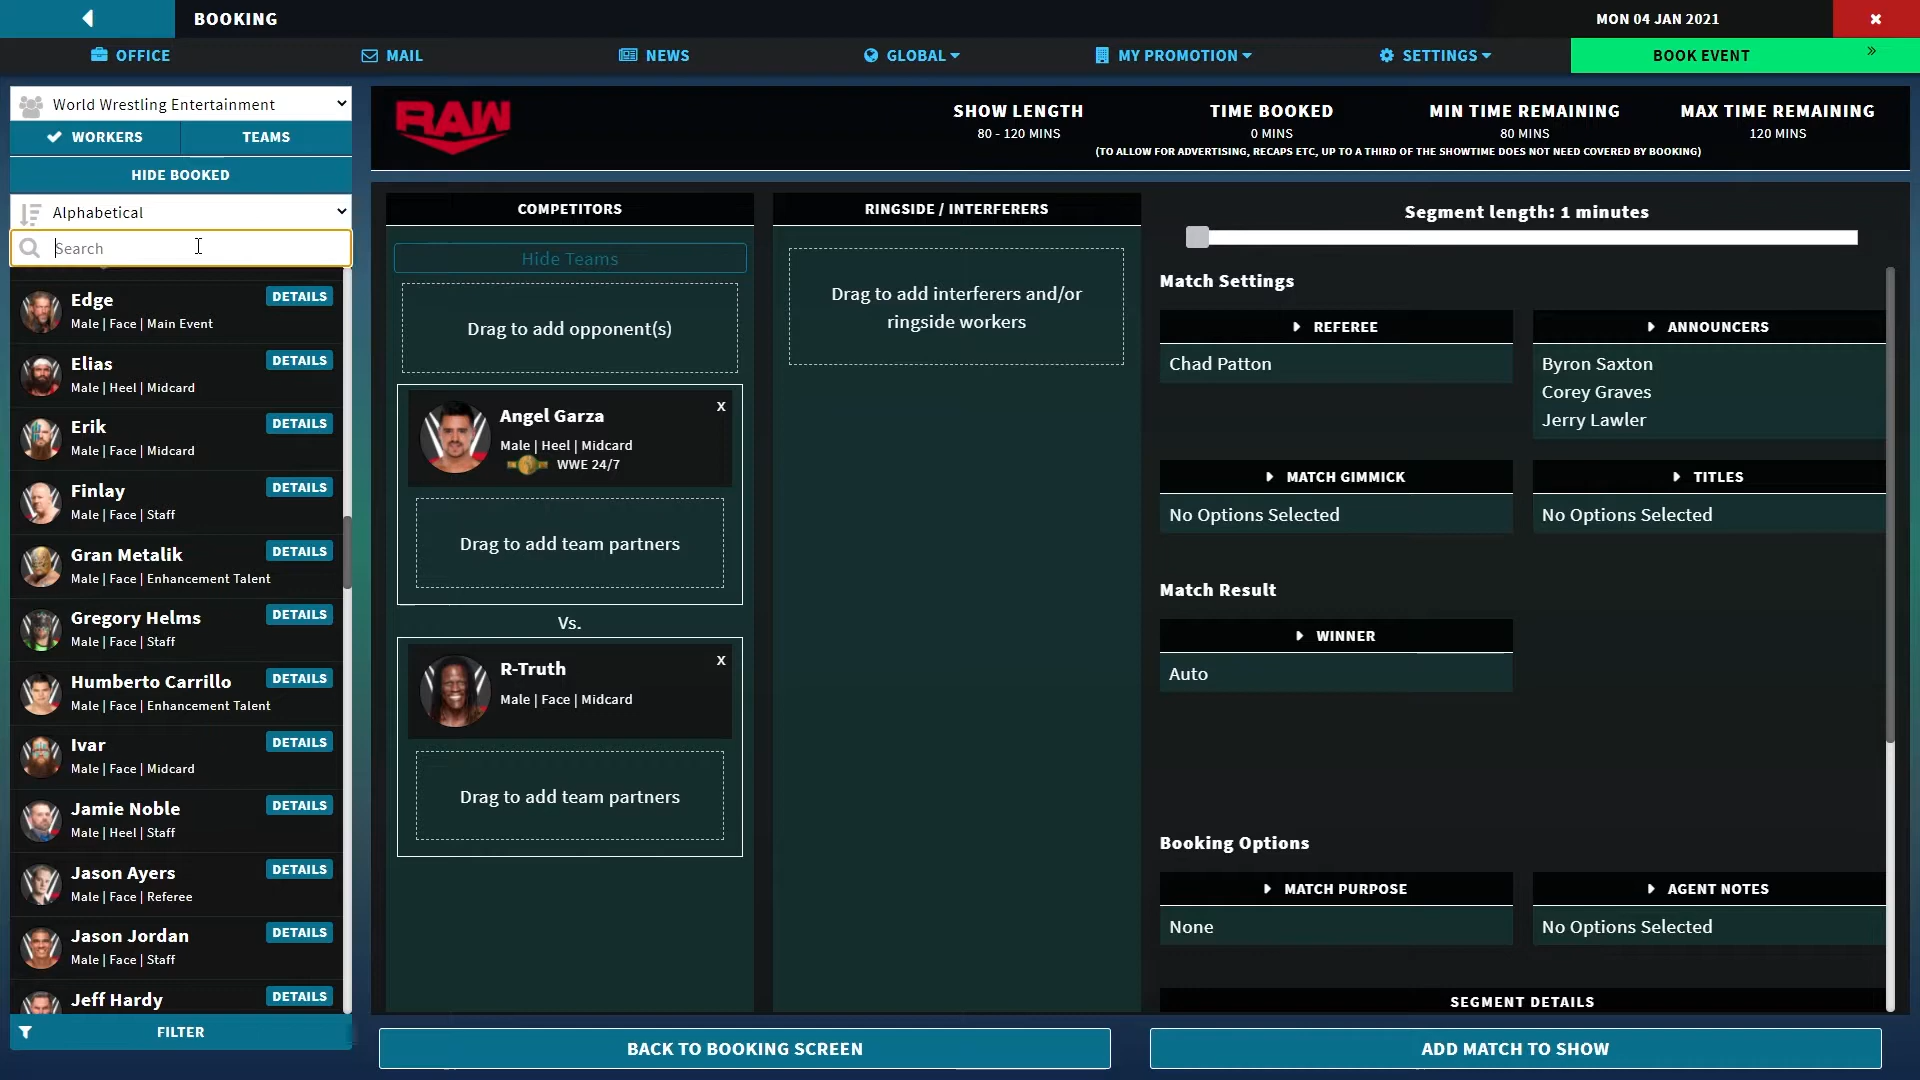 BOOKING
MON 04 JAN 2021
OFFICE
MAIL
NEWS
GLOBAL
MY PROMOTION
SETTINGS
BOOK EVENT
World Wrestling Entertainment
WORKERS
TEAMS
HIDE BOOKED
Alphabetical
Search
Edge
DETAILS
Male | Face | Main Event
Elias
DETAILS
Male | Heel | Midcard
Erik
DETAILS
Male | Face | Midcard
Finlay
DETAILS
Male | Face | Staff
Gran Metalik
DETAILS
Male | Face | Enhancement Talent
Gregory Helms
DETAILS
Male | Face | Staff
Humberto Carrillo
DETAILS
Male | Face | Enhancement Talent
Ivar
DETAILS
Male | Face | Midcard
Jamie Noble
DETAILS
Male | Heel | Staff
Jason Ayers
DETAILS
Male | Face | Referee
Jason Jordan
DETAILS
Male | Face | Staff
Jeff Hardy
DETAILS
FILTER
RAW
SHOW LENGTH
80 - 120 MINS
TIME BOOKED
0 MINS
MIN TIME REMAINING
80 MINS
MAX TIME REMAINING
120 MINS
(TO ALLOW FOR ADVERTISING, RECAPS ETC, UP TO A THIRD OF THE SHOWTIME DOES NOT NEED COVERED BY BOOKING)
COMPETITORS
Hide Teams
Drag to add opponent(s)
Angel Garza
X
Male | Heel | Midcard
WWE 24/7
Drag to add team partners
Vs.
R-Truth
X
Male | Face | Midcard
Drag to add team partners
RINGSIDE / INTERFERERS
Drag to add interferers and/or
ringside workers
Segment length: 1 minutes
Match Settings
REFEREE
Chad Patton
ANNOUNCERS
Byron Saxton
Corey Graves
Jerry Lawler
MATCH GIMMICK
No Options Selected
TITLES
No Options Selected
Match Result
WINNER
Auto
Booking Options
MATCH PURPOSE
None
AGENT NOTES
No Options Selected
SEGMENT DETAILS
BACK TO BOOKING SCREEN
ADD MATCH TO SHOW